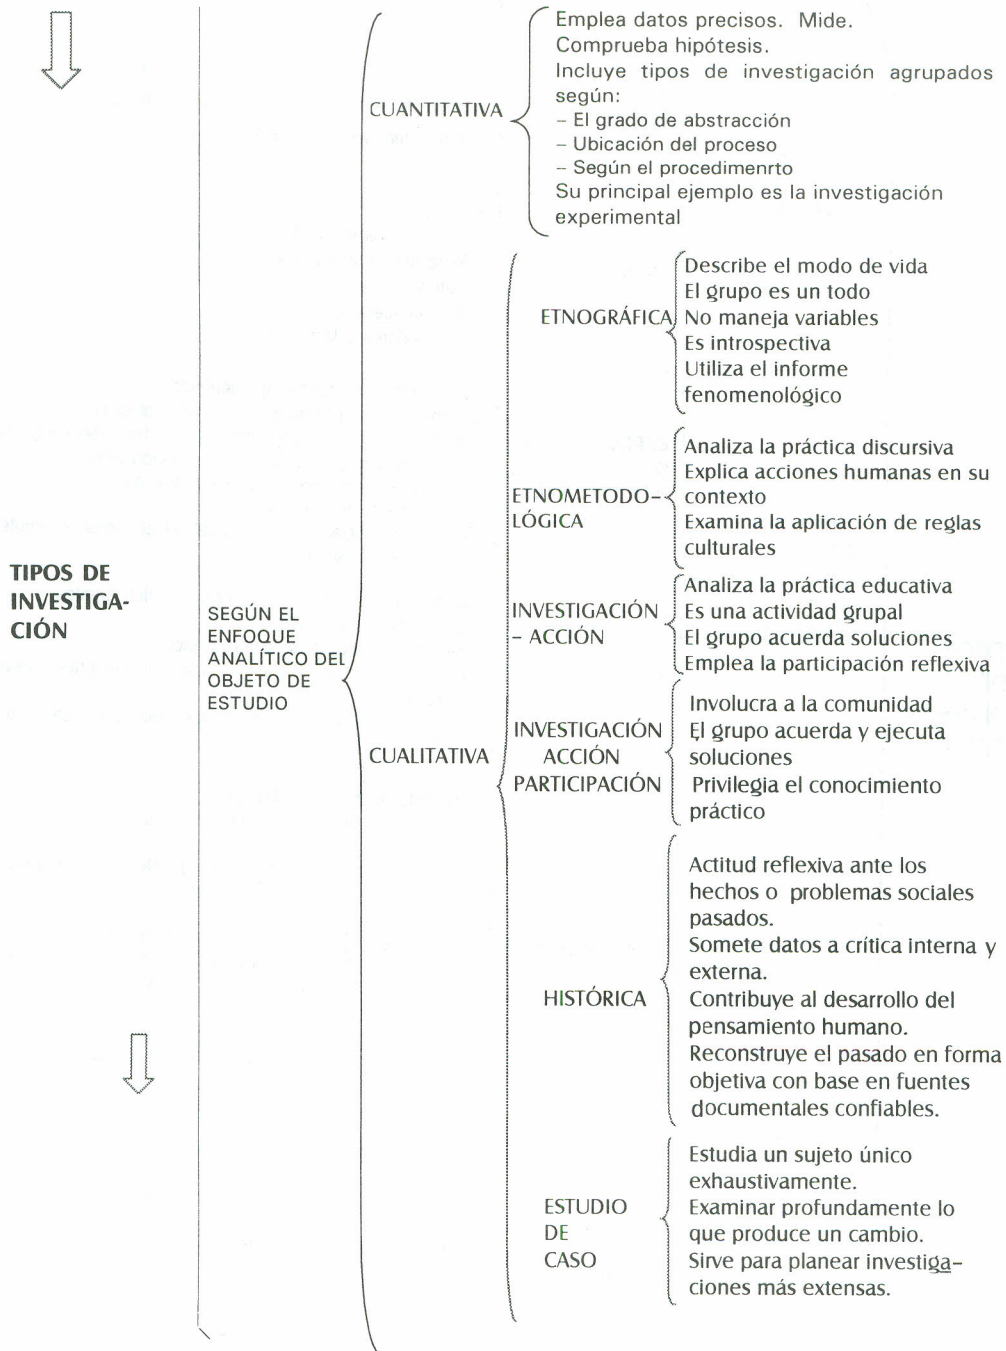 TIPOS DE
INVESTIGA-
CIÓN
SEGÚN EL
ENFOQUE
ANALÍTICO DEL
OBJETO DE
ESTUDIO
CUANTITATIVA
Emplea datos precisos. Mide.
Comprueba hipótesis.
Incluye tipos de investigación agrupados
según:
– El grado de abstracción
– Ubicación del proceso
– Según el procedimenrto
Su principal ejemplo es la investigación
experimental
CUALITATIVA
ETNOGRÁFICA
Describe el modo de vida
El grupo es un todo
No maneja variables
Es introspectiva
Utiliza el informe
fenomenológico
ETNOMETODO-
LÓGICA
Analiza la práctica discursiva
Explica acciones humanas en su
contexto
Examina la aplicación de reglas
culturales
INVESTIGACIÓN
– ACCIÓN
Analiza la práctica educativa
Es una actividad grupal
El grupo acuerda soluciones
Emplea la participación reflexiva
INVESTIGACIÓN
ACCIÓN
PARTICIPACIÓN
Involucra a la comunidad
El grupo acuerda y ejecuta
soluciones
Privilegia el conocimiento
práctico
HISTÓRICA
Actitud reflexiva ante los
hechos o problemas sociales
pasados.
Somete datos a crítica interna y
externa.
Contribuye al desarrollo del
pensamiento humano.
Reconstruye el pasado en forma
objetiva con base en fuentes
documentales confiables.
ESTUDIO
DE
CASO
Estudia un sujeto único
exhaustivamente.
Examinar profundamente lo
que produce un cambio.
Sirve para planear investiga-
ciones más extensas.